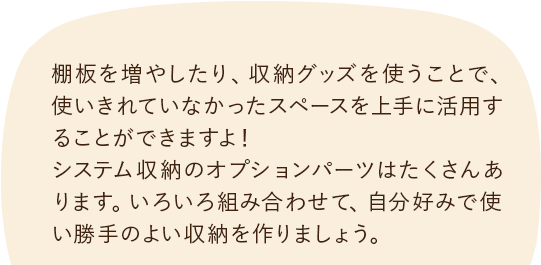 棚板を増やしたり、収納グッズを使うことで、
使いきれていなかったスペースを上手に活用す
ることができますよ!
システム収納のオプションパーツはたくさんあ
ります。いろいろ組み合わせて、自分好みで使
い勝手のよい収納を作りましょう。